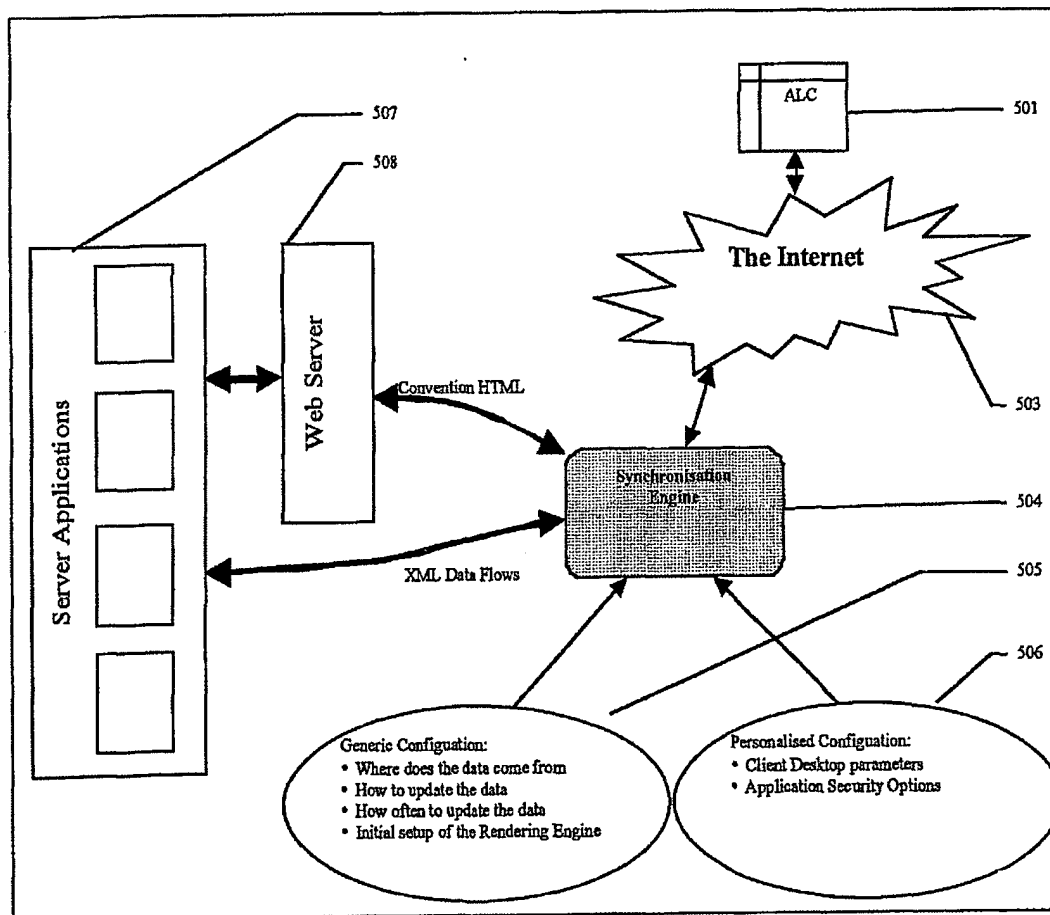 507
508
ALC
501
The Internet
503
Server Applications
Web Server
Convention HTML
Synchronisation
Engine
504
XML Data Flows
505
506
Generic Configuation:
• Where does the data come from
• How to update the data
• How often to update the data
• Initial setup of the Rendering Engine
Personalised Configuation:
• Client Desktop parameters
• Application Security Options